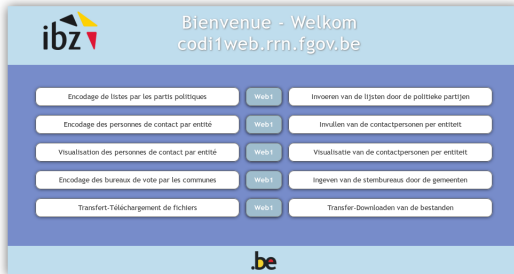 ibz
Bienvenue - Welkom
codi1web.rrn.fgov.be
Encodage de listes par les partis politiques Web1 Invoeren van de lijsten door de politieke partijen
Encodage des personnes de contact par entité Web1 Invullen van de contactpersonen per entiteit
Visualisation des personnes de contact par entité Web1 Visualisatie van de contactpersonen per entiteit
Encodage des bureaux de vote par les communes Web1 Ingeven van de stembureaus door de gemeenten
Transfert-Téléchargement de fichiers Web1 Transfer-Downloaden van de bestanden
.be